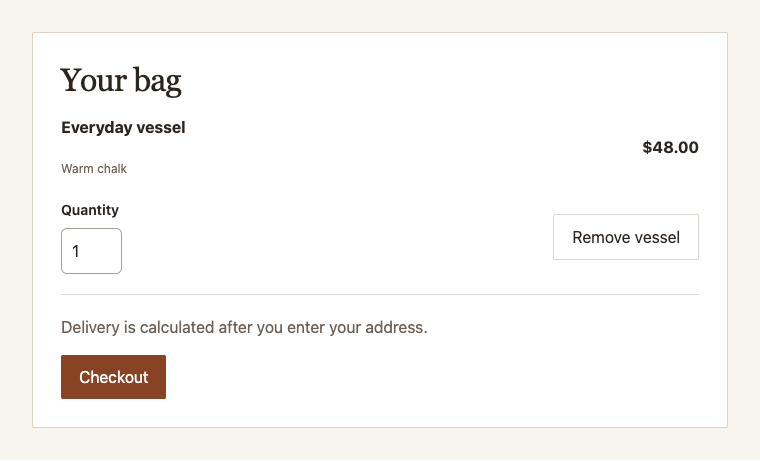 Your bag
Everyday vessel
$48.00
Warm chalk
Quantity
1
Remove vessel
Delivery is calculated after you enter your address.
Checkout